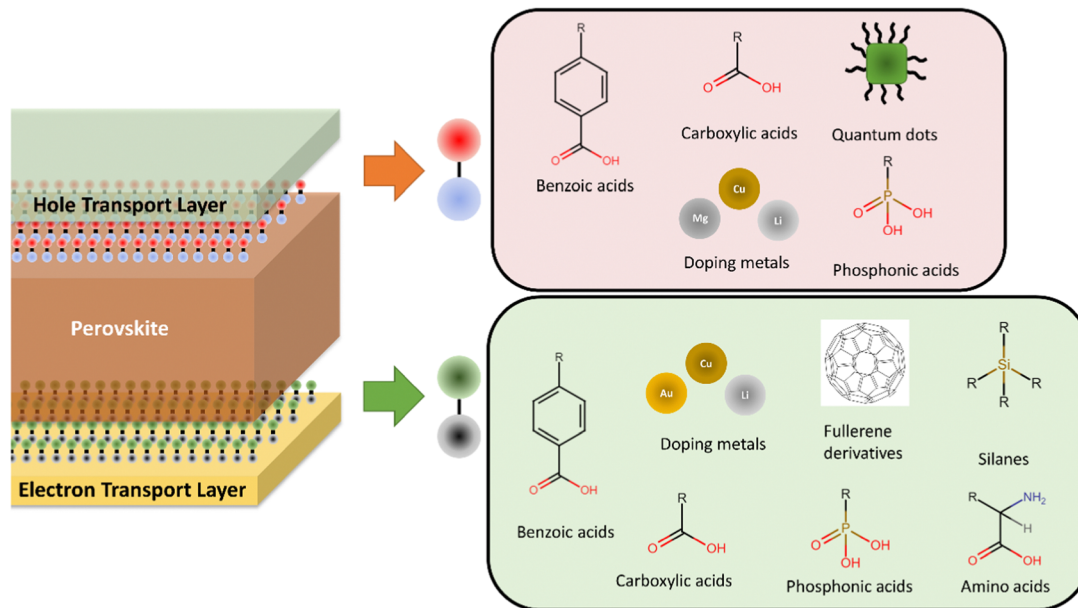 Hole Transport Layer
Perovskite
Electron Transport Layer
R
O
OH
Benzoic acids
R
O
OH
Carboxylic acids
Quantum dots
Cu
Mg
Li
Doping metals
R
P
O
OH
OH
Phosphonic acids
R
O
OH
Benzoic acids
Cu
Au
Li
Doping metals
Fullerene
derivatives
R
Si
R
R
R
Silanes
R
O
OH
Carboxylic acids
R
P
O
OH
OH
Phosphonic acids
R
NH₂
H
O
OH
Amino acids